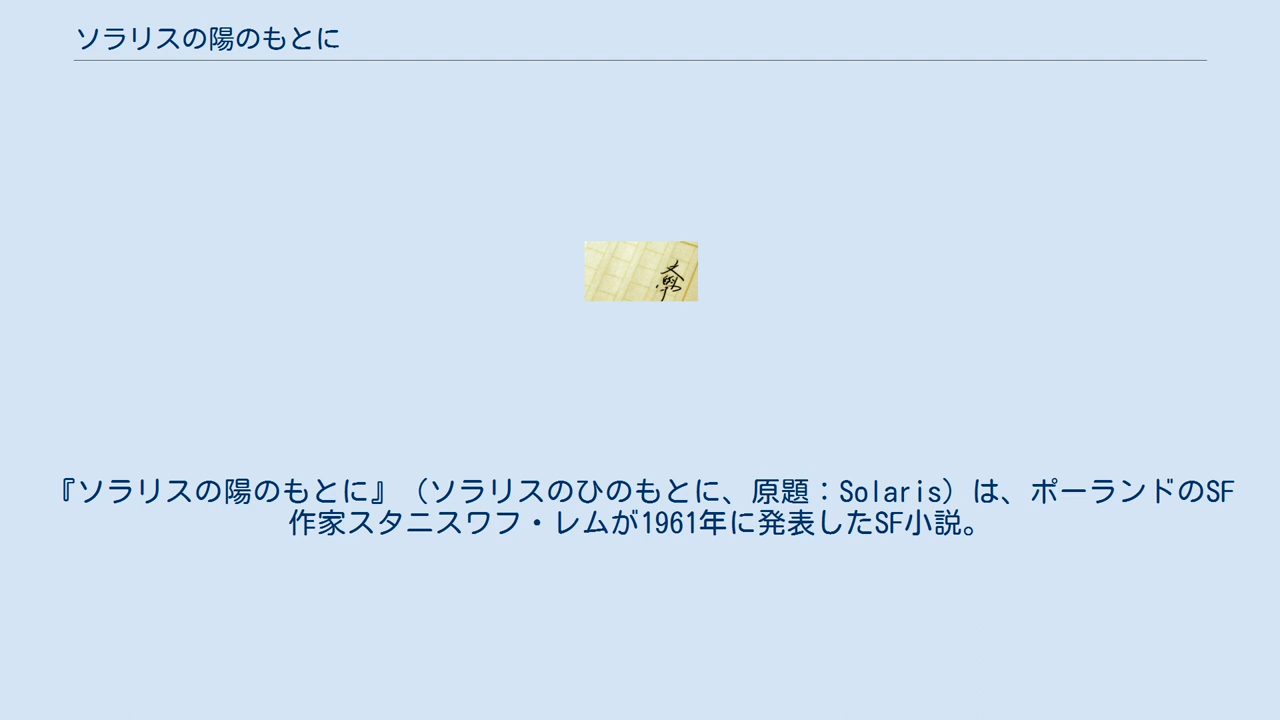 ソラリスの陽のもとに
『ソラリスの陽のもとに』（ソラリスのひのもとに、原題：Solaris）は、ポーランドのSF
作家スタニスワフ・レムが1961年に発表したSF小説。